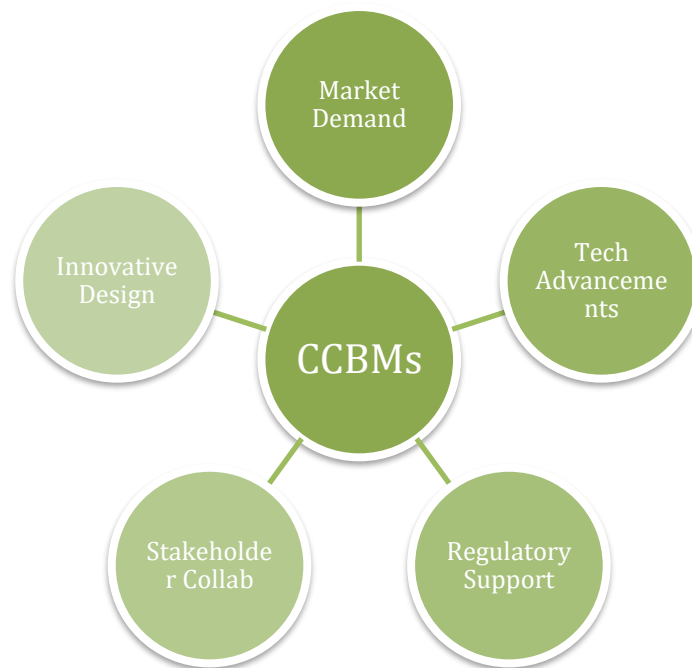 Market
Demand
Tech
Advanceme
nts
Regulatory
Support
Stakeholde
r Collab
Innovative
Design
CCBMs